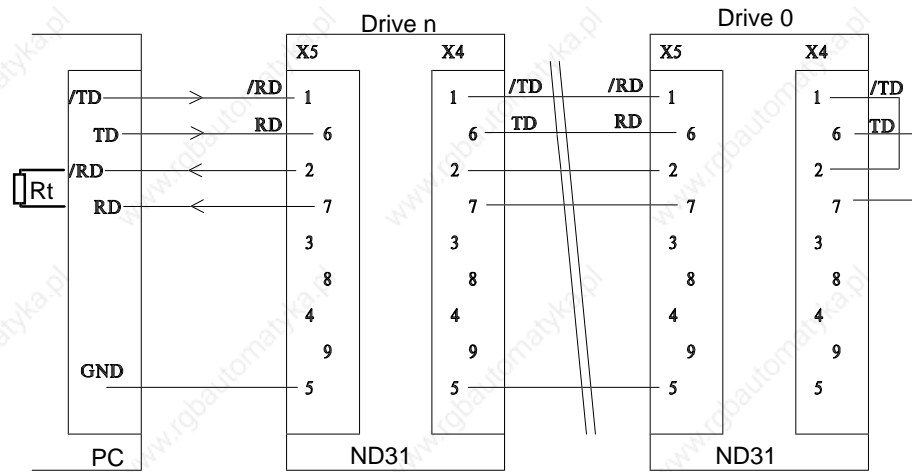 Drive n
Drive 0
X5 X4 X5 X4
/TD /RD 1 1 /TD /RD 1 1 /TD
TD RD 6 6 TD RD 6 6 TD
/RD 2 2 2 2
Rt RD 7 7 7 7
3 3 3 3
8 8 8 8
4 4 4 4
9 9 9 9
GND 5 5 5 5
PC ND31 ND31
www.rgbautomatyka.pl